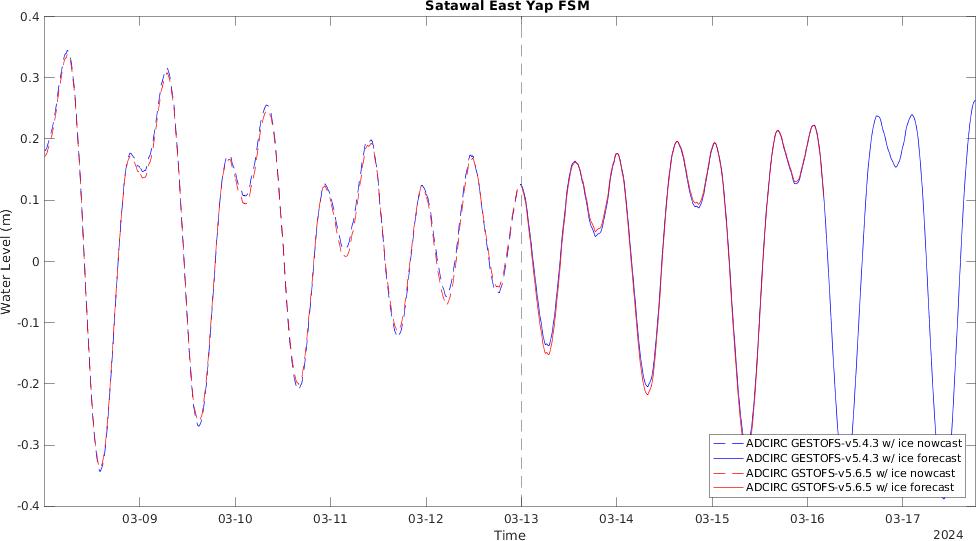 Satawal East Yap FSM
0.4
0.3
0.2
0.1
0
-0.1
-0.2
-0.3
-0.4
Water Level (m)
ADCIRC GESTOFS-v5.4.3 w/ ice nowcast
ADCIRC GESTOFS-v5.4.3 w/ ice forecast
ADCIRC GSTOFS-v5.6.5 w/ ice nowcast
ADCIRC GSTOFS-v5.6.5 w/ ice forecast
03-09 03-10 03-11 03-12 03-13 03-14 03-15 03-16 03-17
Time
2024